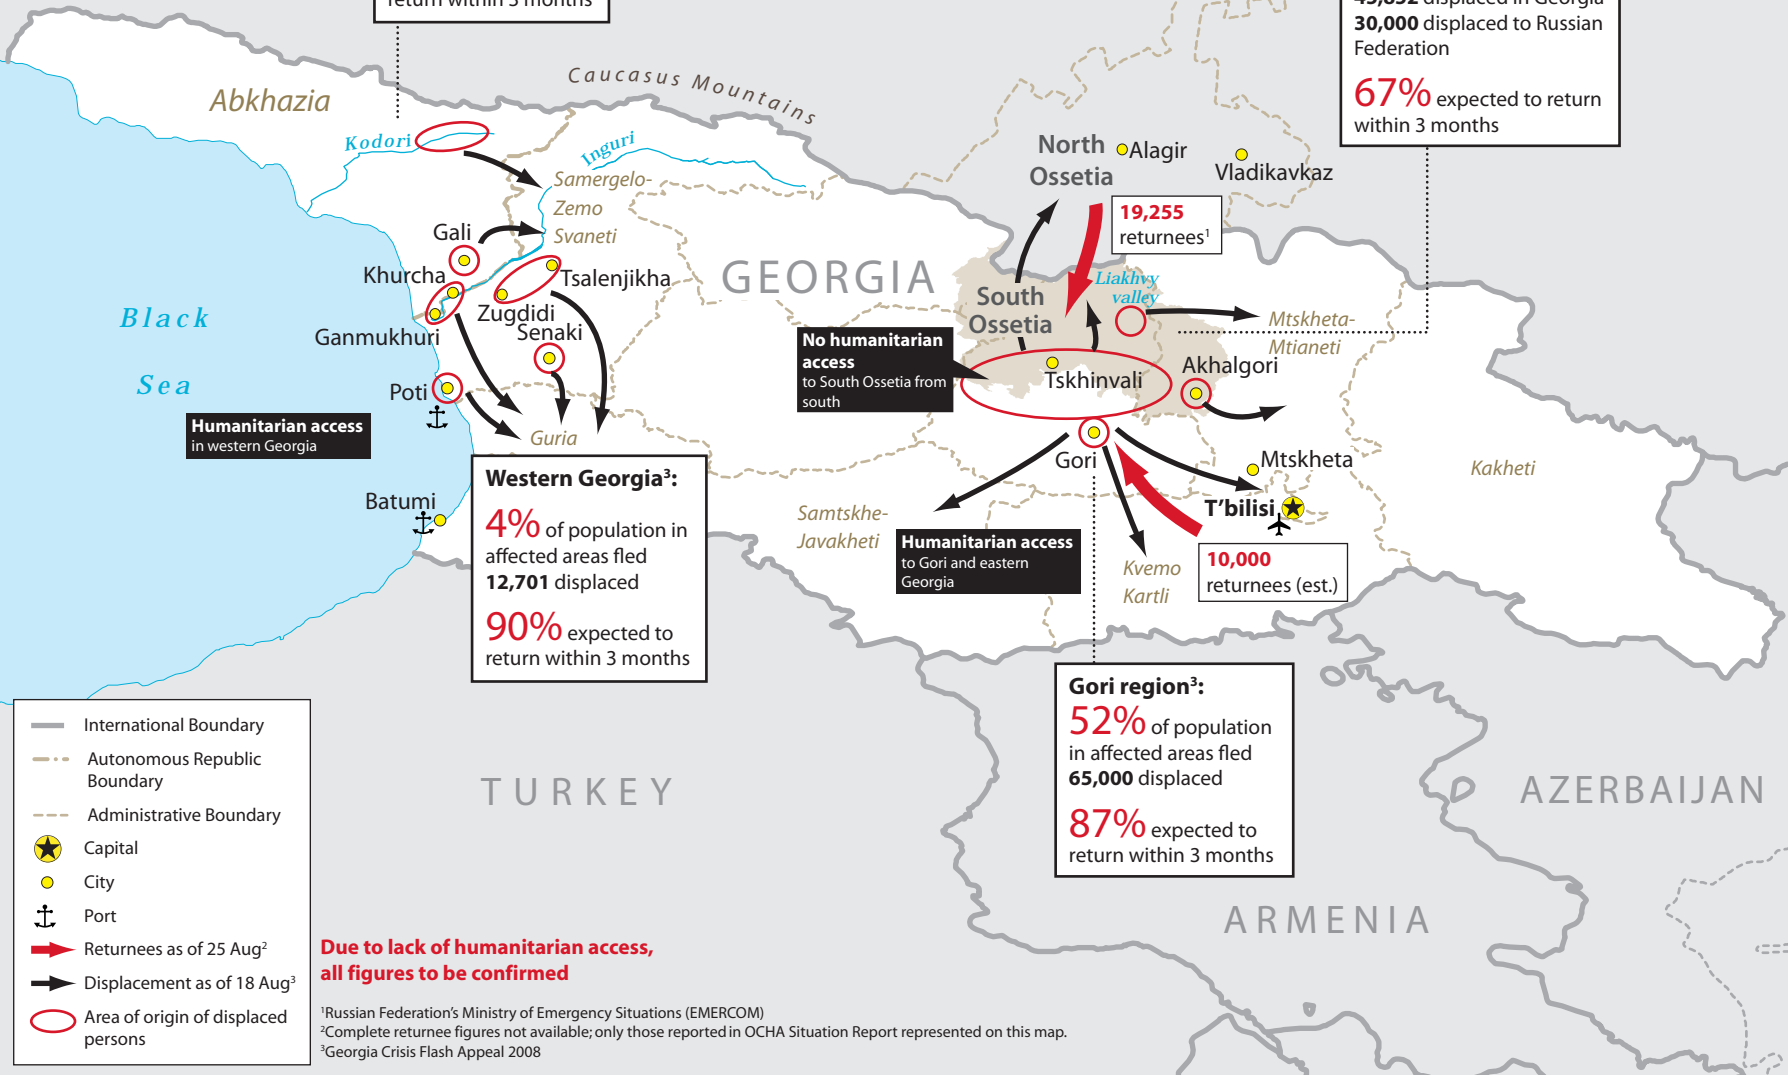 return within 3 months
45,892 displaced in Georgia
30,000 displaced to Russian
Federation
67% expected to return
within 3 months
Caucasus Mountains
Abkhazia
Kodori
Inguri
Samergelo-
Zemo
Svaneti
Gali
Khurcha
Tsalenjikha
Zugdidi
Ganmukhuri
Senaki
Poti
Guria
Batumi
Black
Sea
GEORGIA
North
Ossetia
Alagir
Vladikavkaz
19,255
returnees¹
Liakhvy
valley
South
Ossetia
Mtskheta-
Mtianeti
No humanitarian
access
to South Ossetia from
south
Tskhinvali
Akhalgori
Gori
Mtskheta
T'bilisi
Kakheti
Samtskhe-
Javakheti
Kvemo
Kartli
Humanitarian access
in western Georgia
Humanitarian access
to Gori and eastern
Georgia
10,000
returnees (est.)
Western Georgia³:
4% of population in
affected areas fled
12,701 displaced
90% expected to
return within 3 months
Gori region³:
52% of population
in affected areas fled
65,000 displaced
87% expected to
return within 3 months
TURKEY
ARMENIA
AZERBAIJAN
International Boundary
Autonomous Republic
Boundary
Administrative Boundary
Capital
City
Port
Returnees as of 25 Aug²
Displacement as of 18 Aug³
Area of origin of displaced
persons
Due to lack of humanitarian access,
all figures to be confirmed
¹Russian Federation's Ministry of Emergency Situations (EMERCOM)
²Complete returnee figures not available; only those reported in OCHA Situation Report represented on this map.
³Georgia Crisis Flash Appeal 2008